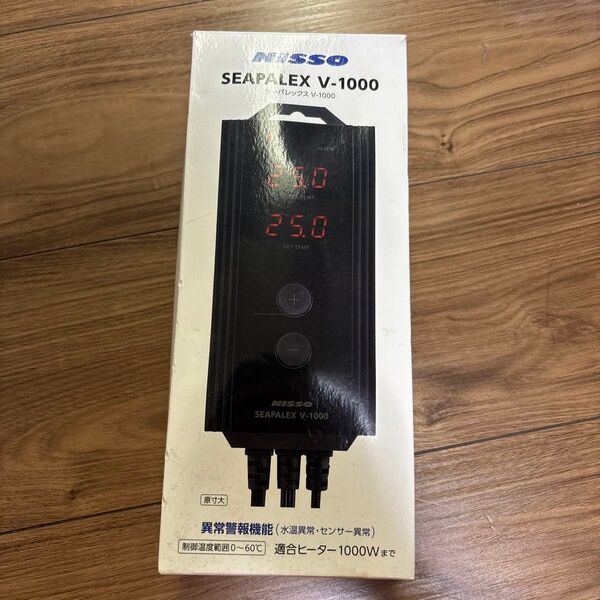 NISSO
SEAPALEX V-1000
シーパレックス V-1000
25.0
25.0
SET TEMP.
+
−
NISSO
SEAPALEX V-1000
原寸大
異常警報機能(水温異常・センサー異常)
制御温度範囲0〜60℃ 適合ヒーター1000Wまで